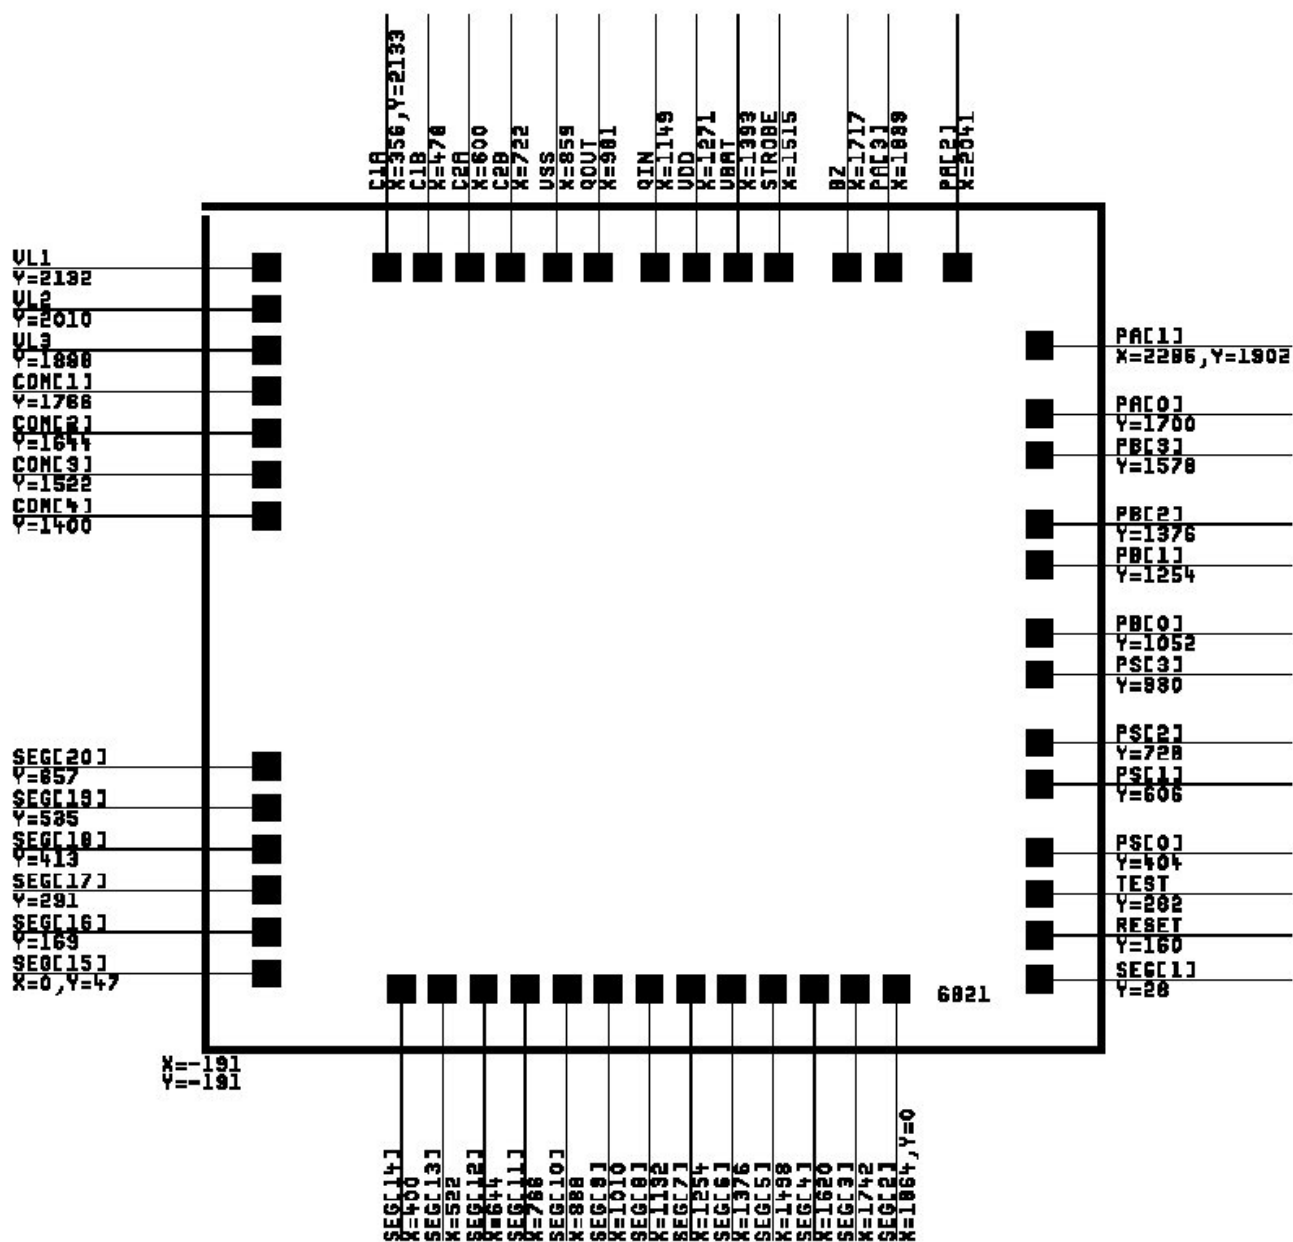 C1A
X=356,Y=2133
C1B
X=478
C2A
X=600
C2B
X=722
VSS
X=859
QOUT
X=981
QIN
X=1149
VDD
X=1271
VBAT
X=1393
STROBE
X=1515
BZ
X=1717
PA[3]
X=1839
PA[2]
X=2041
VL1
Y=2132
VL2
Y=2010
VL3
Y=1888
COM[1]
Y=1766
COM[2]
Y=1644
COM[3]
Y=1522
COM[4]
Y=1400
SEG[20]
Y=657
SEG[19]
Y=535
SEG[18]
Y=413
SEG[17]
Y=291
SEG[16]
Y=169
SEG[15]
X=0,Y=47
PA[1]
X=2286,Y=1902
PA[0]
Y=1700
PB[3]
Y=1578
PB[2]
Y=1376
PB[1]
Y=1254
PB[0]
Y=1052
PS[3]
Y=930
PS[2]
Y=728
PS[1]
Y=606
PS[0]
Y=404
TEST
Y=282
RESET
Y=160
SEG[1]
Y=28
6821
X=-191
Y=-191
SEG[14]
X=400
SEG[13]
X=522
SEG[12]
X=644
SEG[11]
X=766
SEG[10]
X=888
SEG[9]
X=1010
SEG[8]
X=1132
SEG[7]
X=1254
SEG[6]
X=1376
SEG[5]
X=1498
SEG[4]
X=1620
SEG[3]
X=1742
SEG[2]
X=1864,Y=0